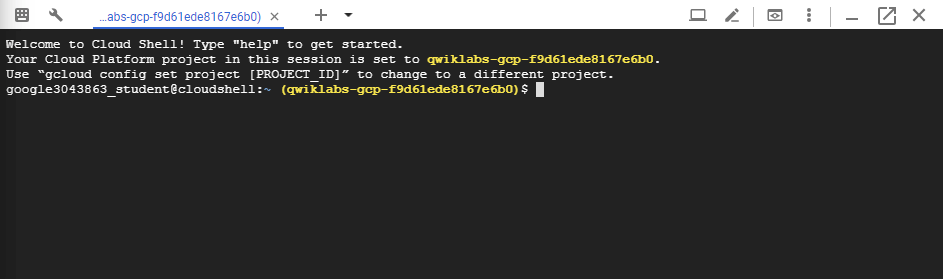 ...abs-gcp-f9d61ede8167e6b0)
Welcome to Cloud Shell! Type "help" to get started.
Your Cloud Platform project in this session is set to qwiklabs-gcp-f9d61ede8167e6b0.
Use “gcloud config set project [PROJECT_ID]” to change to a different project.
google3043863_student@cloudshell:~ (qwiklabs-gcp-f9d61ede8167e6b0)$